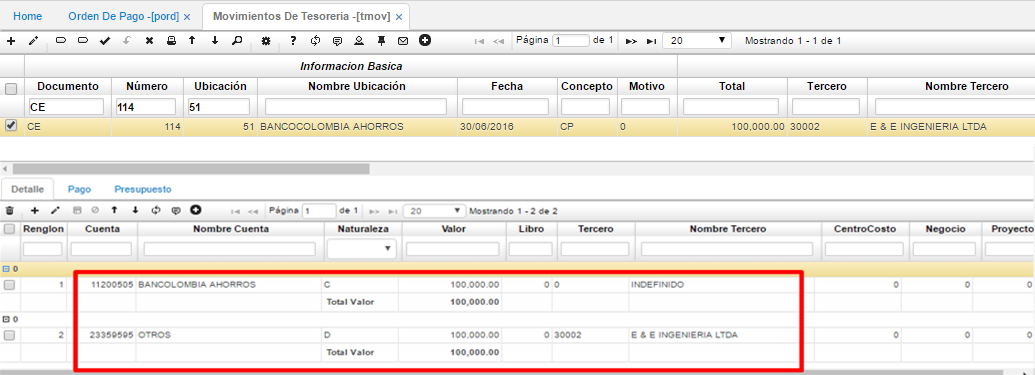 Home Orden De Pago -[pord] × Movimientos De Tesoreria -[tmov] ×
Página 1 de 1 20 Mostrando 1 - 1 de 1
Informacion Basica
Documento Número Ubicación Nombre Ubicación Fecha Concepto Motivo Total Tercero Nombre Tercero
CE 114 51
CE 114 51 BANCOCOLOMBIA AHORROS 30/06/2016 CP 0 100,000.00 30002 E & E INGENIERIA LTDA
Detalle Pago Presupuesto
Página 1 de 1 20 Mostrando 1 - 2 de 2
Renglon Cuenta Nombre Cuenta Naturaleza Valor Libro Tercero Nombre Tercero CentroCosto Negocio Proyecto
0
1 11200505 BANCOLOMBIA AHORROS C 100,000.00 0 0 INDEFINIDO 0 0 0
Total Valor 100,000.00
0
2 23359595 OTROS D 100,000.00 0 30002 E & E INGENIERIA LTDA 0 0 0
Total Valor 100,000.00